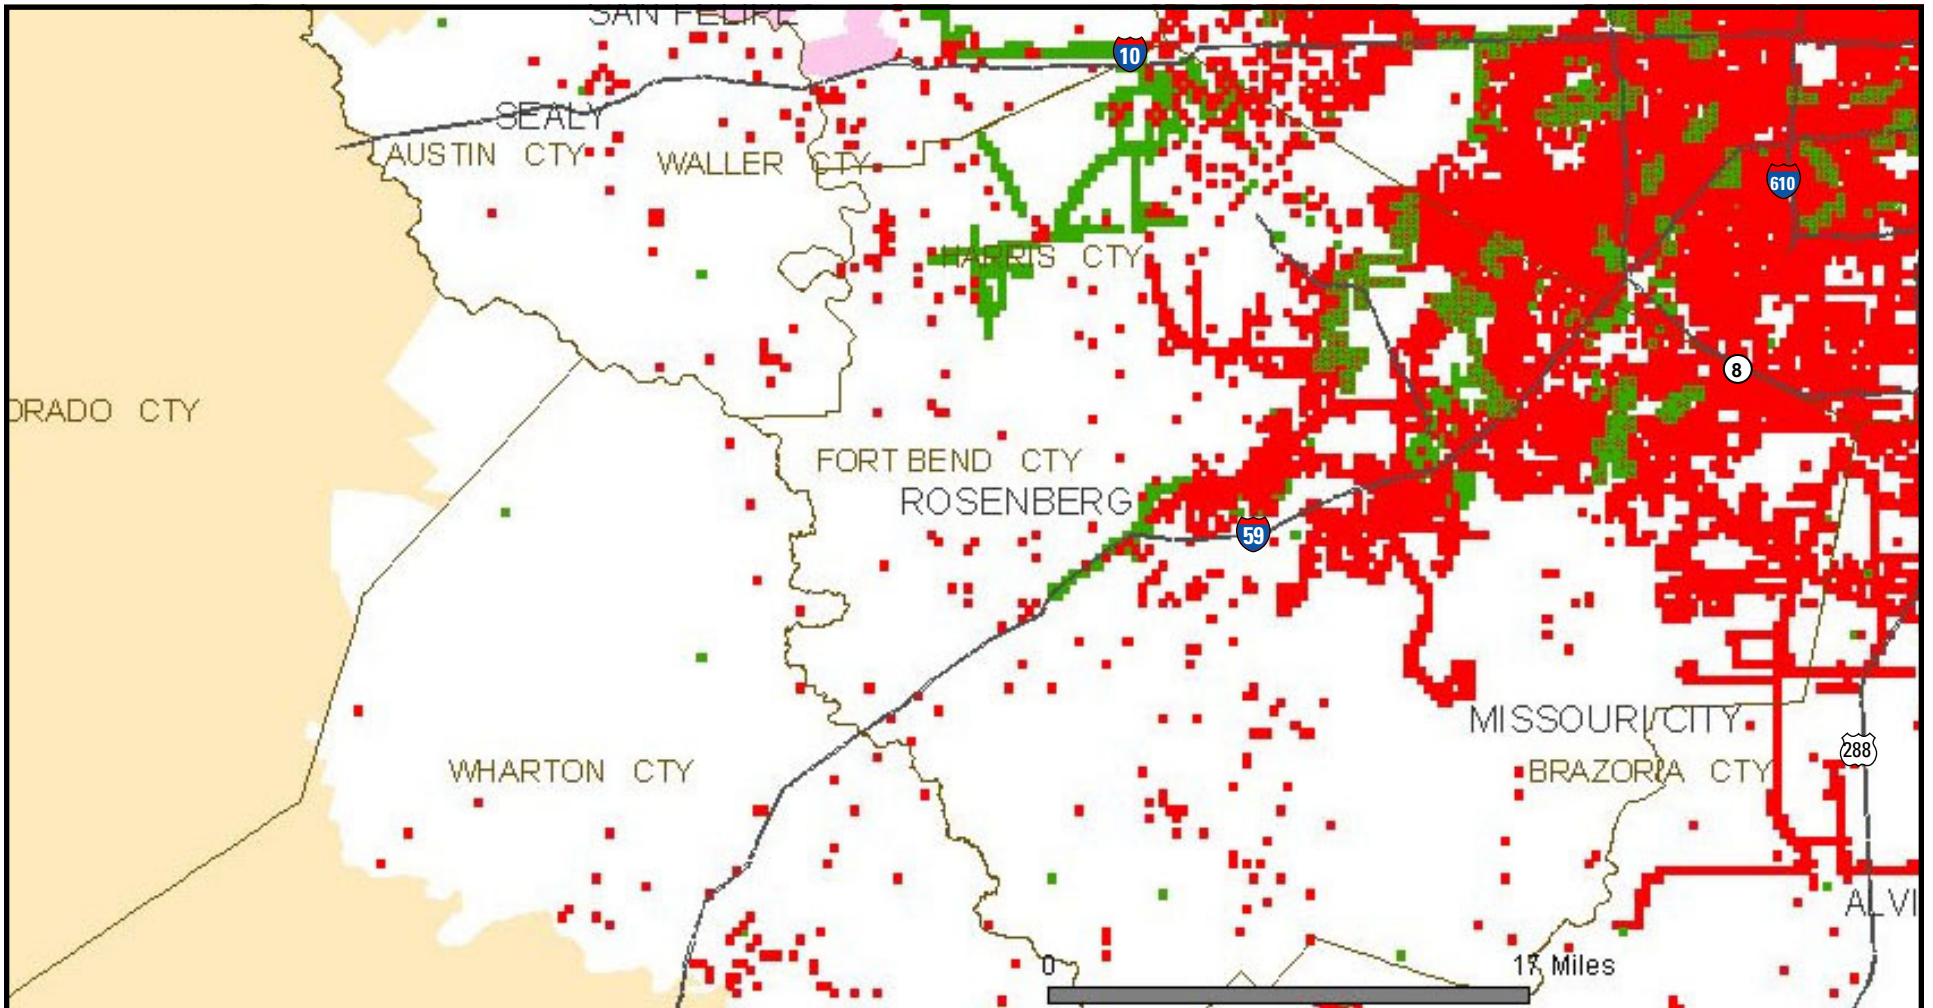 SAN FELIPE
10
SEALY
AUSTIN CTY
WALLER CTY
610
HARRIS CTY
8
ORADO CTY
FORT BEND CTY
ROSENBERG
59
MISSOURI CITY
288
WHARTON CTY
BRAZORIA CTY
ALVI
0 17 Miles